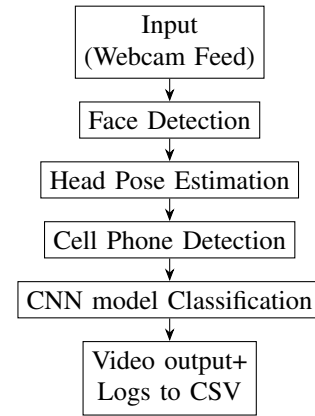 Input
(Webcam Feed)
Face Detection
Head Pose Estimation
Cell Phone Detection
CNN model Classification
Video output+
Logs to CSV